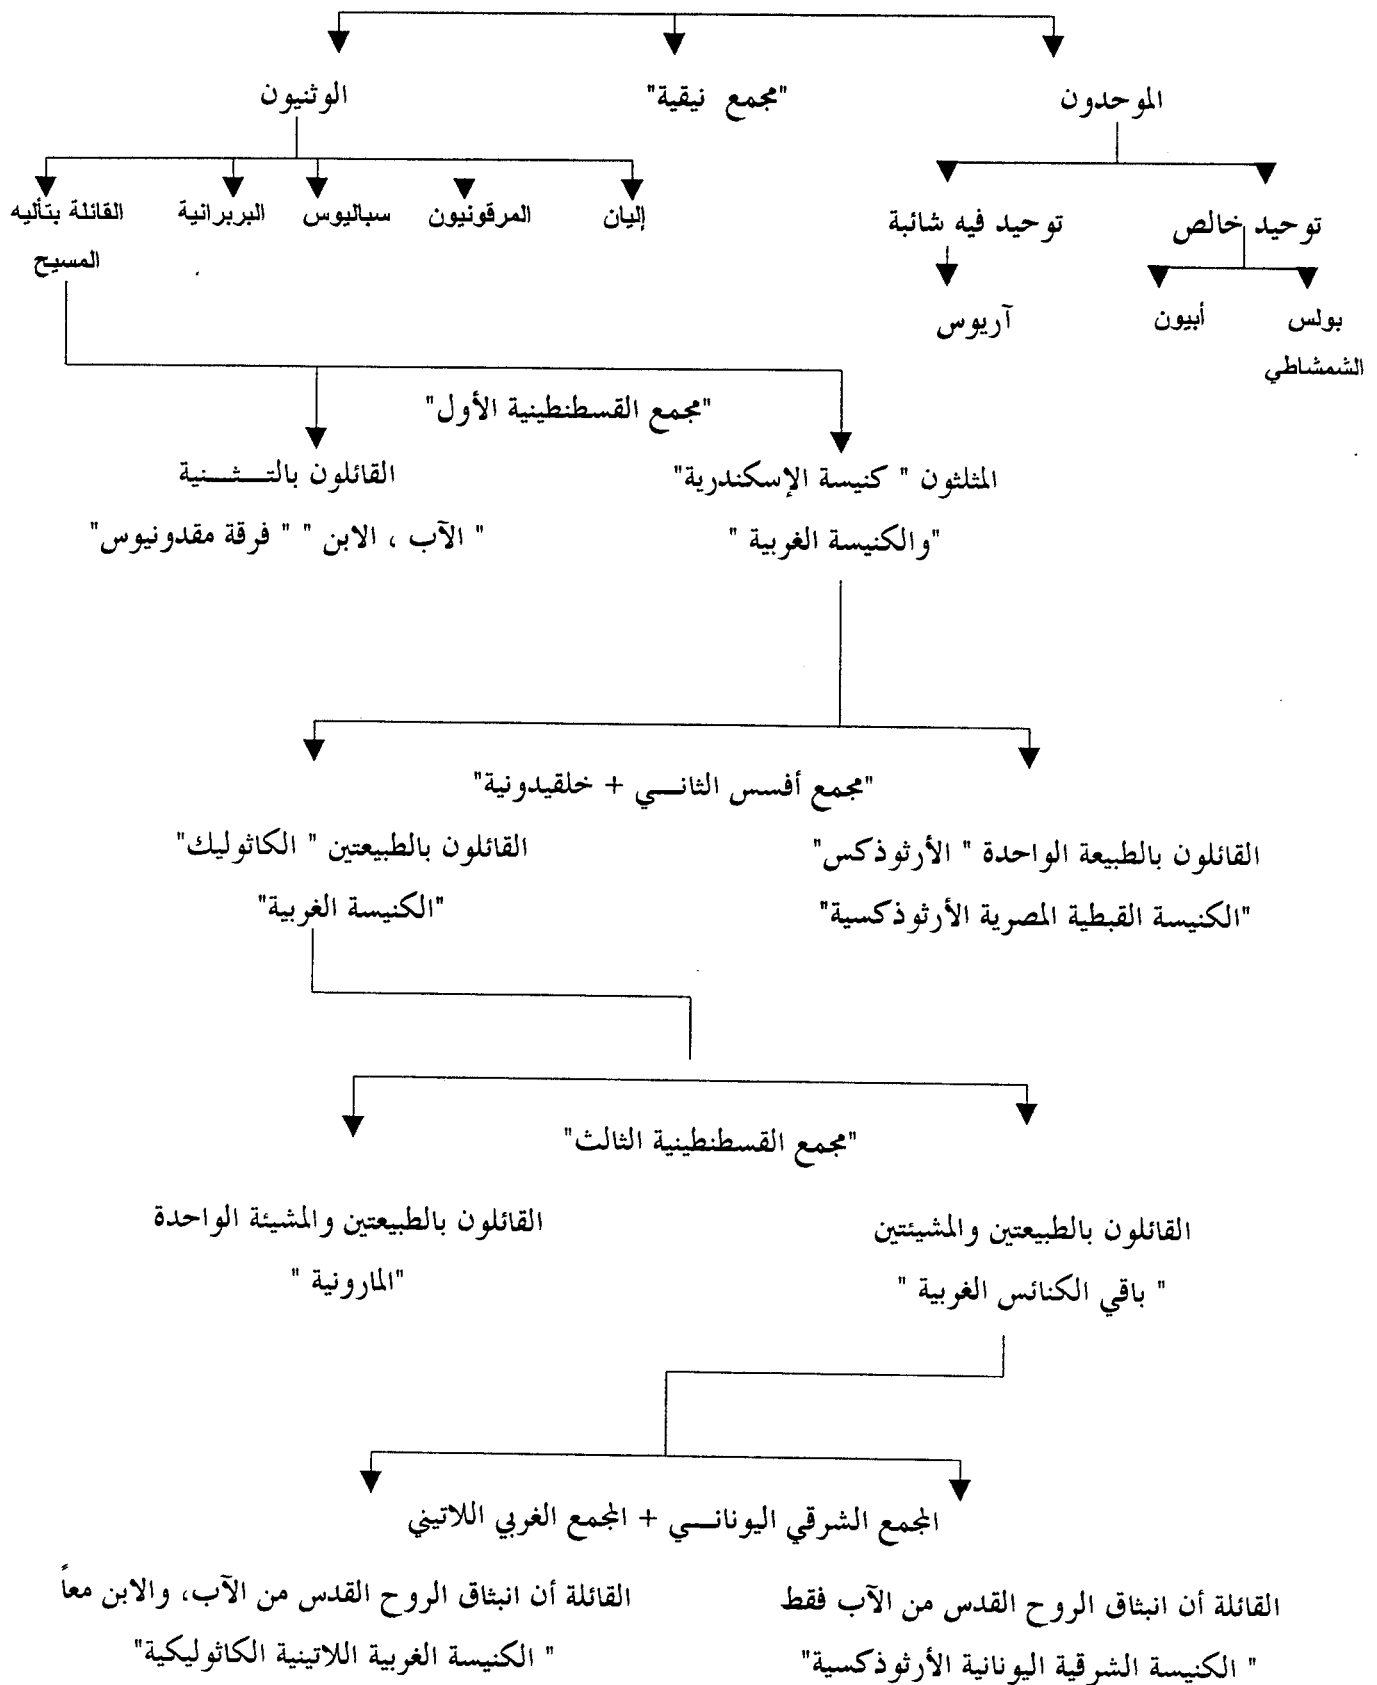 الموحدون "مجمع نيقية" الوثنيون
توحيد خالص توحيد فيه شائبة إليان المرقونيون سباليوس البربرانية القائلة بتأليه
المسيح
بولس أبيون آريوس
الشمشاطي
"مجمع القسطنطينية الأول"
المثلثون " كنيسة الإسكندرية" القائلون بالتـــثـــنية
"والكنيسة الغربية " " الآب ، الابن " " فرقة مقدونيوس"
"مجمع أفسس الثانـــي + خلقيدونية"
القائلون بالطبيعة الواحدة " الأرثوذكس" القائلون بالطبيعتين " الكاثوليك"
"الكنيسة القبطية المصرية الأرثوذكسية" "الكنيسة الغربية"
"مجمع القسطنطينية الثالث"
القائلون بالطبيعتين والمشيئتين القائلون بالطبيعتين والمشيئة الواحدة
" باقي الكنائس الغربية " "المارونية "
المجمع الشرقي اليونانـــي + المجمع الغربي اللاتيني
القائلة أن انبثاق الروح القدس من الآب فقط القائلة أن انبثاق الروح القدس من الآب، والابن معاً
" الكنيسة الشرقية اليونانية الأرثوذكسية" " الكنيسة الغربية اللاتينية الكاثوليكية"